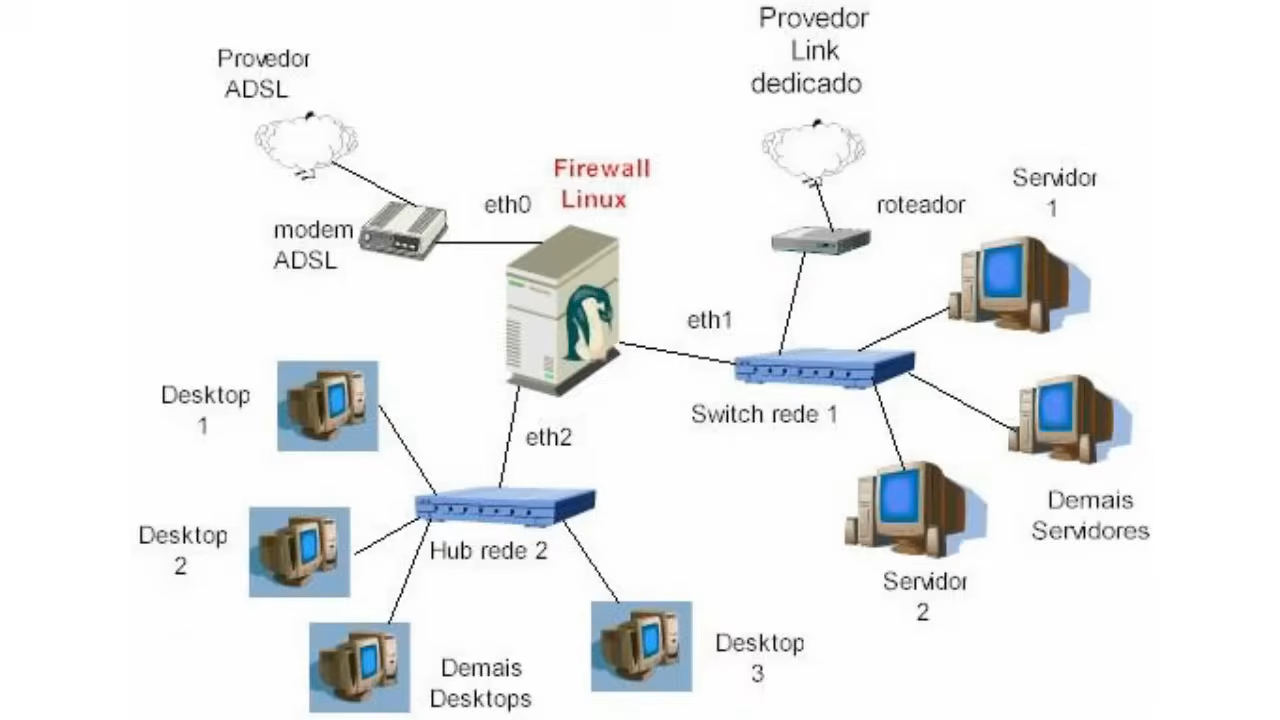 Provedor
ADSL
Provedor
Link
dedicado
Firewall
Linux
eth0
modem
ADSL
roteador
Servidor
1
eth1
Switch rede 1
Desktop
1
eth2
Demais
Servidores
Desktop
2
Hub rede 2
Servidor
2
Demais
Desktops
Desktop
3